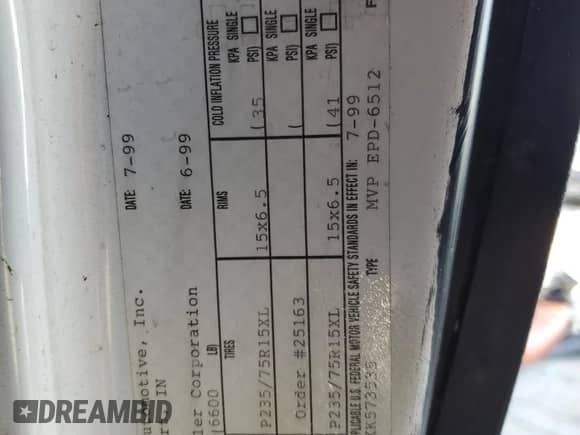 utomotive, Inc. DATE: 7-99
IN
ler Corporation DATE: 6-99
6600 LB)
TIRES RIMS COLD INFLATION PRESSURE
P235/75R15XL 15x6.5 (35 KPA SINGLE
PSI)
Order #25163 ( KPA SINGLE
PSI)
P235/75R15XL 15x6.5 (41 KPA SINGLE
PSI)
PLICABLE U.S. FEDERAL MOTOR VEHICLE SAFETY STANDARDS IN EFFECT IN: 7-99
TYPE MVP EPD-6512
DREAMBID